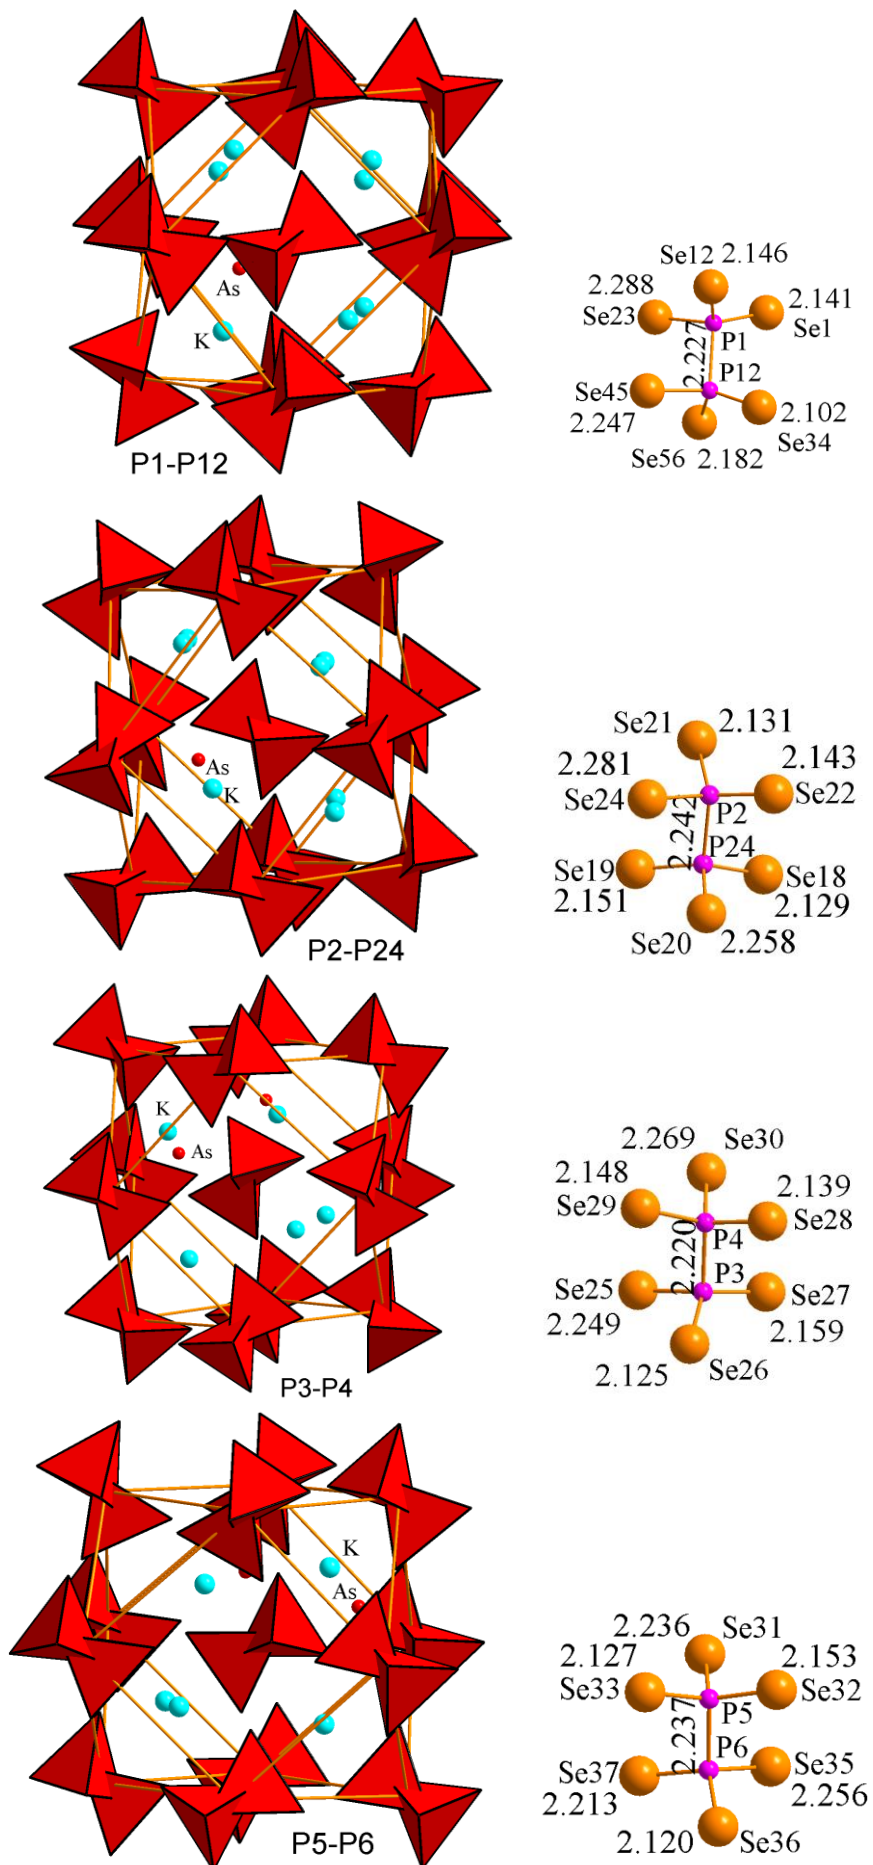 As
K
P1-P12
Se12 2.146
2.288 2.141
Se23 P1 Se1
2.227
Se45 P12 2.102
2.247 Se34
Se56 2.182
As
K
P2-P24
Se21 2.131
2.281 2.143
Se24 P2 Se22
2.242
Se19 P24 Se18
2.151 2.129
Se20 2.258
K
As
P3-P4
2.269 Se30
2.148 2.139
Se29 P4 Se28
2.220
Se25 P3 Se27
2.249 2.159
2.125 Se26
K
As
P5-P6
2.236 Se31
2.127 2.153
Se33 P5 Se32
2.237
Se37 P6 Se35
2.213 2.256
2.120 Se36